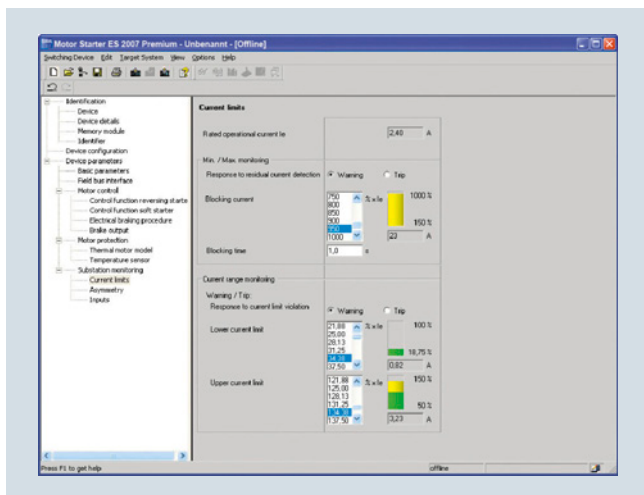 Motor Starter ES 2007 Premium - Unbenannt - [Offline]
Switching Device Edit Target System View Options Help
Identification
Device
Device details
Memory module
Identifier
Device configuration
Device parameters
Basic parameters
Field bus interface
Motor control
Control function reversing starte
Control function soft starter
Electrical braking procedure
Brake output
Motor protection
Thermal motor model
Temperature sensor
Substation monitoring
Current limits
Asymmetry
Inputs
Current limits
Rated operational current Ie 2,40 A
Min. / Max. monitoring
Response to residual current detection Warning Trip
Blocking current
750
800
850
900
950
1000
% x Ie
1000 %
150 %
23 A
Blocking time 1,0 s
Current range monitoring
Warning / Trip:
Response to current limit violation Warning Trip
Lower current limit
21,88
25,00
28,13
31,25
34,38
37,50
% x Ie
100 %
18,75 %
0,82 A
Upper current limit
121,88
125,00
128,13
131,25
134,38
137,50
% x Ie
150 %
50 %
3,23 A
Press F1 to get help
offline